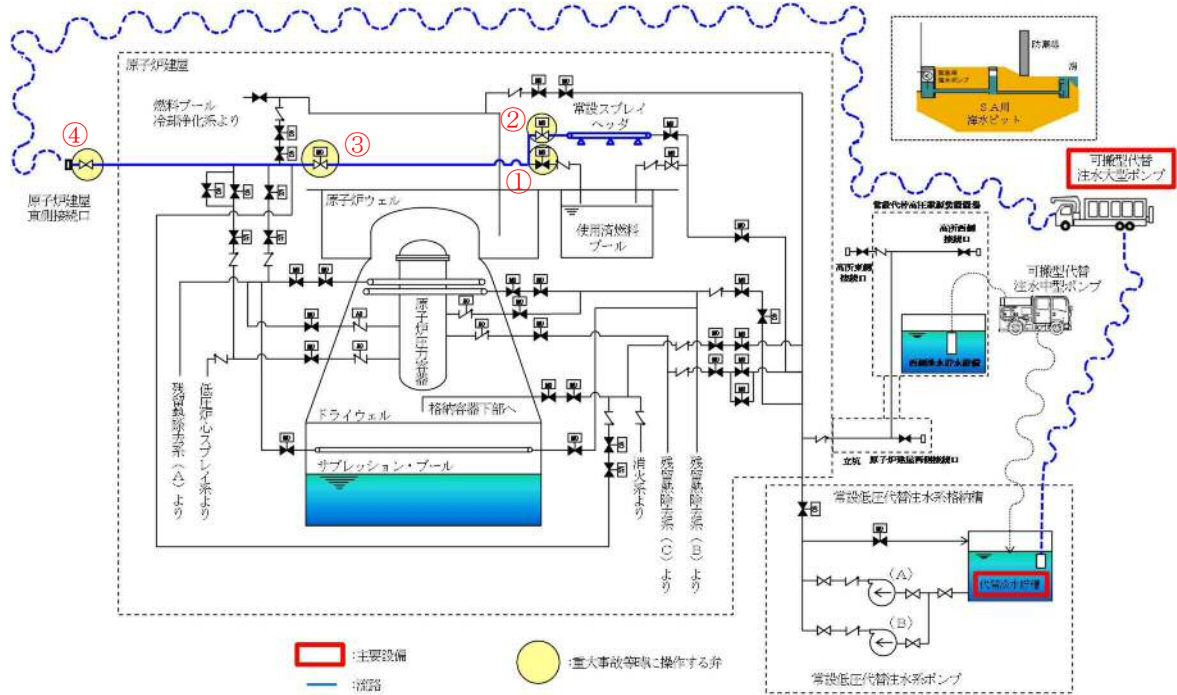 原子炉建屋
燃料プール
冷却浄化系より
常設スプレイ
ヘッダ
②
③
④
①
原子炉建屋
東側接続口
原子炉ウェル
使用済燃料
プール
防潮堤
海
SA用
海水ピット
可搬型代替
注水大型ポンプ
高所西側
接続口
高所東側
接続口
可搬型代替
注水中型ポンプ
西側淡水貯水設備
原子炉圧力容器
格納容器下部へ
ドライウェル
サプレッション・プール
残留熱除去系(A)より
低圧炉心スプレイ系より
消火系より
残留熱除去系(C)より
残留熱除去系(B)より
立坑
原子炉建屋西側接続口
常設低圧代替注水系格納槽
(A)
代替淡水貯槽
(B)
常設低圧代替注水系ポンプ
:主要設備
:流路
:重大事故等時に操作する弁